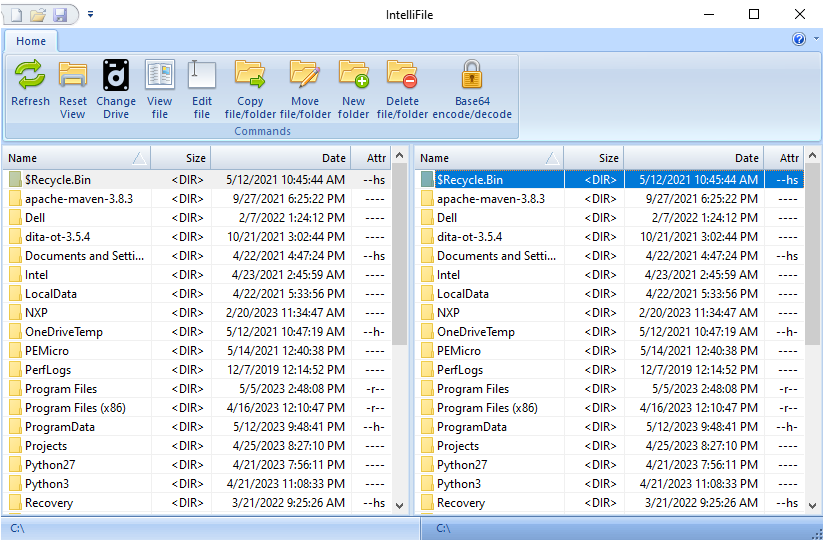 IntelliFile
Home
Refresh Reset View Change Drive View file Edit file Copy file/folder Move file/folder New folder Delete file/folder Base64 encode/decode
Commands
Name Size Date Attr Name Size Date Attr
$Recycle.Bin <DIR> 5/12/2021 10:45:44 AM --hs $Recycle.Bin <DIR> 5/12/2021 10:45:44 AM --hs
apache-maven-3.8.3 <DIR> 9/27/2021 6:25:22 PM ---- apache-maven-3.8.3 <DIR> 9/27/2021 6:25:22 PM ----
Dell <DIR> 2/7/2022 1:24:12 PM ---- Dell <DIR> 2/7/2022 1:24:12 PM ----
dita-ot-3.5.4 <DIR> 10/21/2021 3:02:44 PM ---- dita-ot-3.5.4 <DIR> 10/21/2021 3:02:44 PM ----
Documents and Setti... <DIR> 4/22/2021 4:47:24 PM --hs Documents and Setti... <DIR> 4/22/2021 4:47:24 PM --hs
Intel <DIR> 4/23/2021 2:45:59 AM ---- Intel <DIR> 4/23/2021 2:45:59 AM ----
LocalData <DIR> 4/22/2021 5:33:56 PM ---- LocalData <DIR> 4/22/2021 5:33:56 PM ----
NXP <DIR> 2/20/2023 11:34:47 AM ---- NXP <DIR> 2/20/2023 11:34:47 AM ----
OneDriveTemp <DIR> 5/12/2021 10:47:19 AM --h- OneDriveTemp <DIR> 5/12/2021 10:47:19 AM --h-
PEMicro <DIR> 5/14/2021 12:40:38 PM ---- PEMicro <DIR> 5/14/2021 12:40:38 PM ----
PerfLogs <DIR> 12/7/2019 12:14:52 PM ---- PerfLogs <DIR> 12/7/2019 12:14:52 PM ----
Program Files <DIR> 5/5/2023 2:48:08 PM -r-- Program Files <DIR> 5/5/2023 2:48:08 PM -r--
Program Files (x86) <DIR> 4/16/2023 12:10:47 PM -r-- Program Files (x86) <DIR> 4/16/2023 12:10:47 PM -r--
ProgramData <DIR> 5/12/2023 9:48:41 PM --h- ProgramData <DIR> 5/12/2023 9:48:41 PM --h-
Projects <DIR> 4/25/2023 8:27:10 PM ---- Projects <DIR> 4/25/2023 8:27:10 PM ----
Python27 <DIR> 4/21/2023 7:56:11 PM ---- Python27 <DIR> 4/21/2023 7:56:11 PM ----
Python3 <DIR> 4/21/2023 11:08:33 PM ---- Python3 <DIR> 4/21/2023 11:08:33 PM ----
Recovery <DIR> 3/21/2022 9:25:26 AM --hs Recovery <DIR> 3/21/2022 9:25:26 AM --hs
C:\ C:\